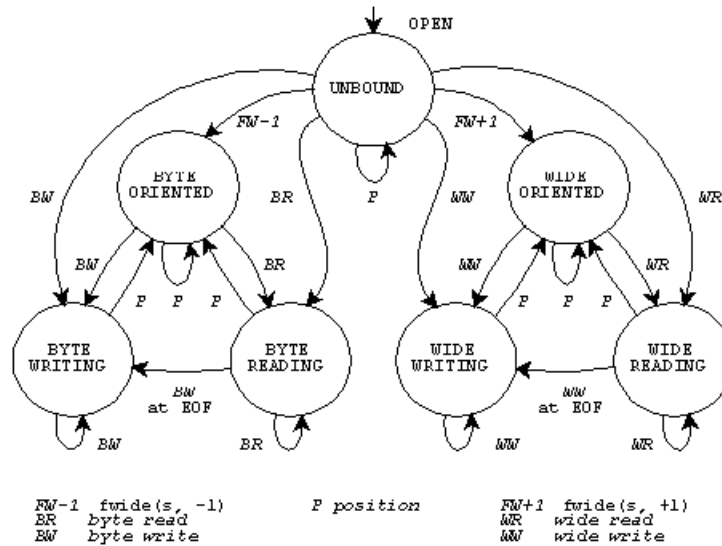 OPEN
UNBOUND
FW-1
FW+1
BYTE
ORIENTED
WIDE
ORIENTED
BW
BR
P
WW
WR
BW
BR
WW
WR
P
P
P
P
P
P
BYTE
WRITING
BYTE
READING
WIDE
WRITING
WIDE
READING
BW
at EOF
WW
at EOF
BW
BR
WW
WR
FW-1 fwide(s, -1)
BR byte read
BW byte write
P position
FW+1 fwide(s, +1)
WR wide read
WW wide write